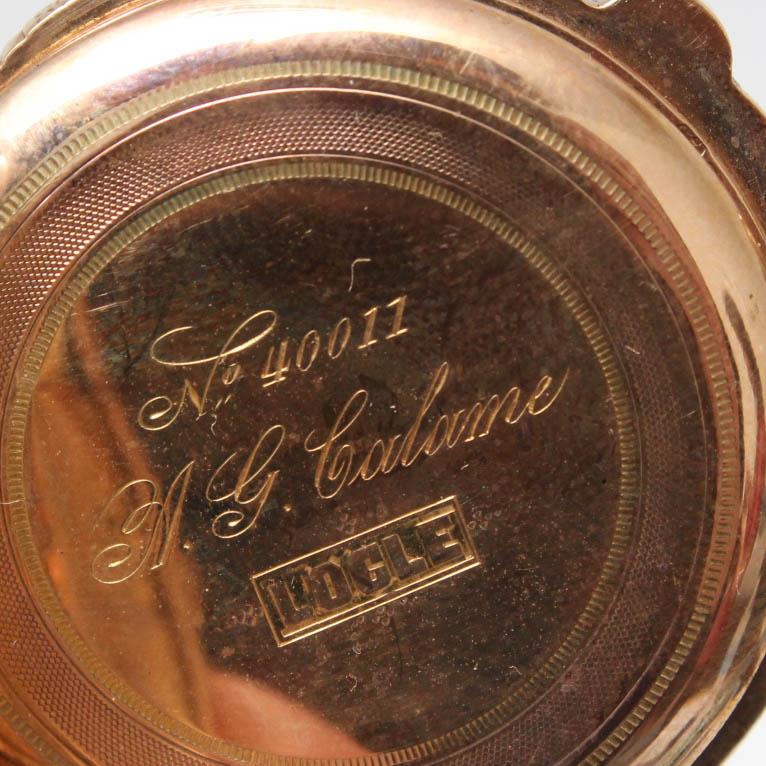 No 40011
A. G. Calame
LOCLE